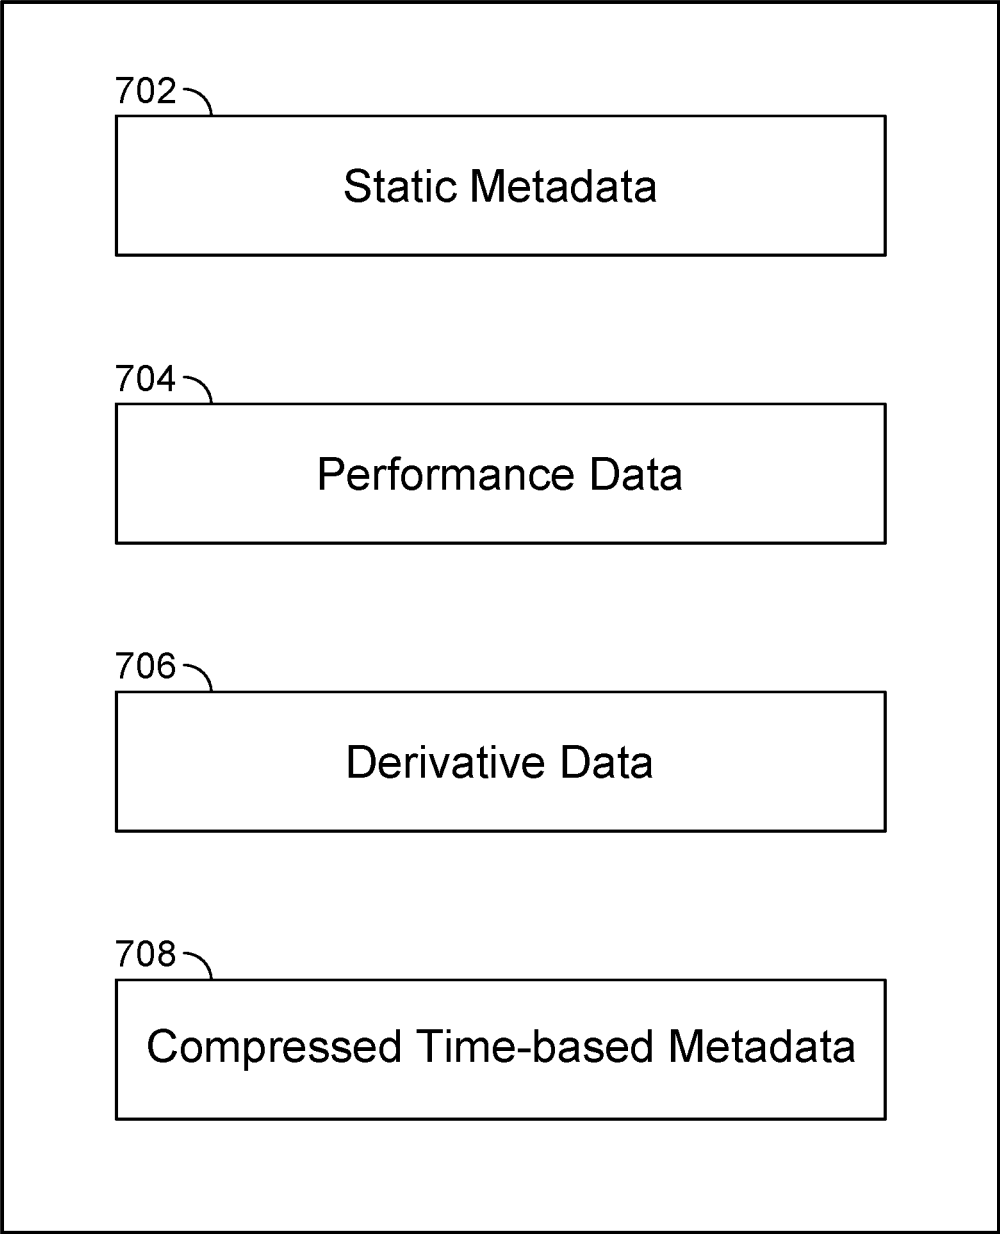 702
Static Metadata
704
Performance Data
706
Derivative Data
708
Compressed Time-based Metadata